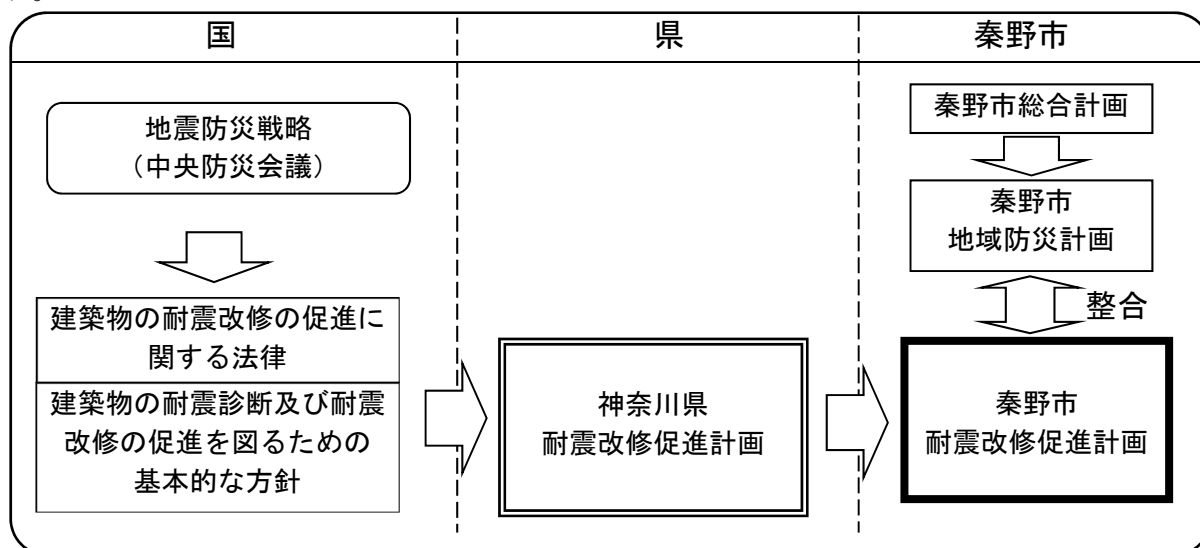 国
県
秦野市
地震防災戦略
（中央防災会議）
建築物の耐震改修の促進に
関する法律
建築物の耐震診断及び耐震
改修の促進を図るための
基本的な方針
神奈川県
耐震改修促進計画
秦野市総合計画
秦野市
地域防災計画
整合
秦野市
耐震改修促進計画